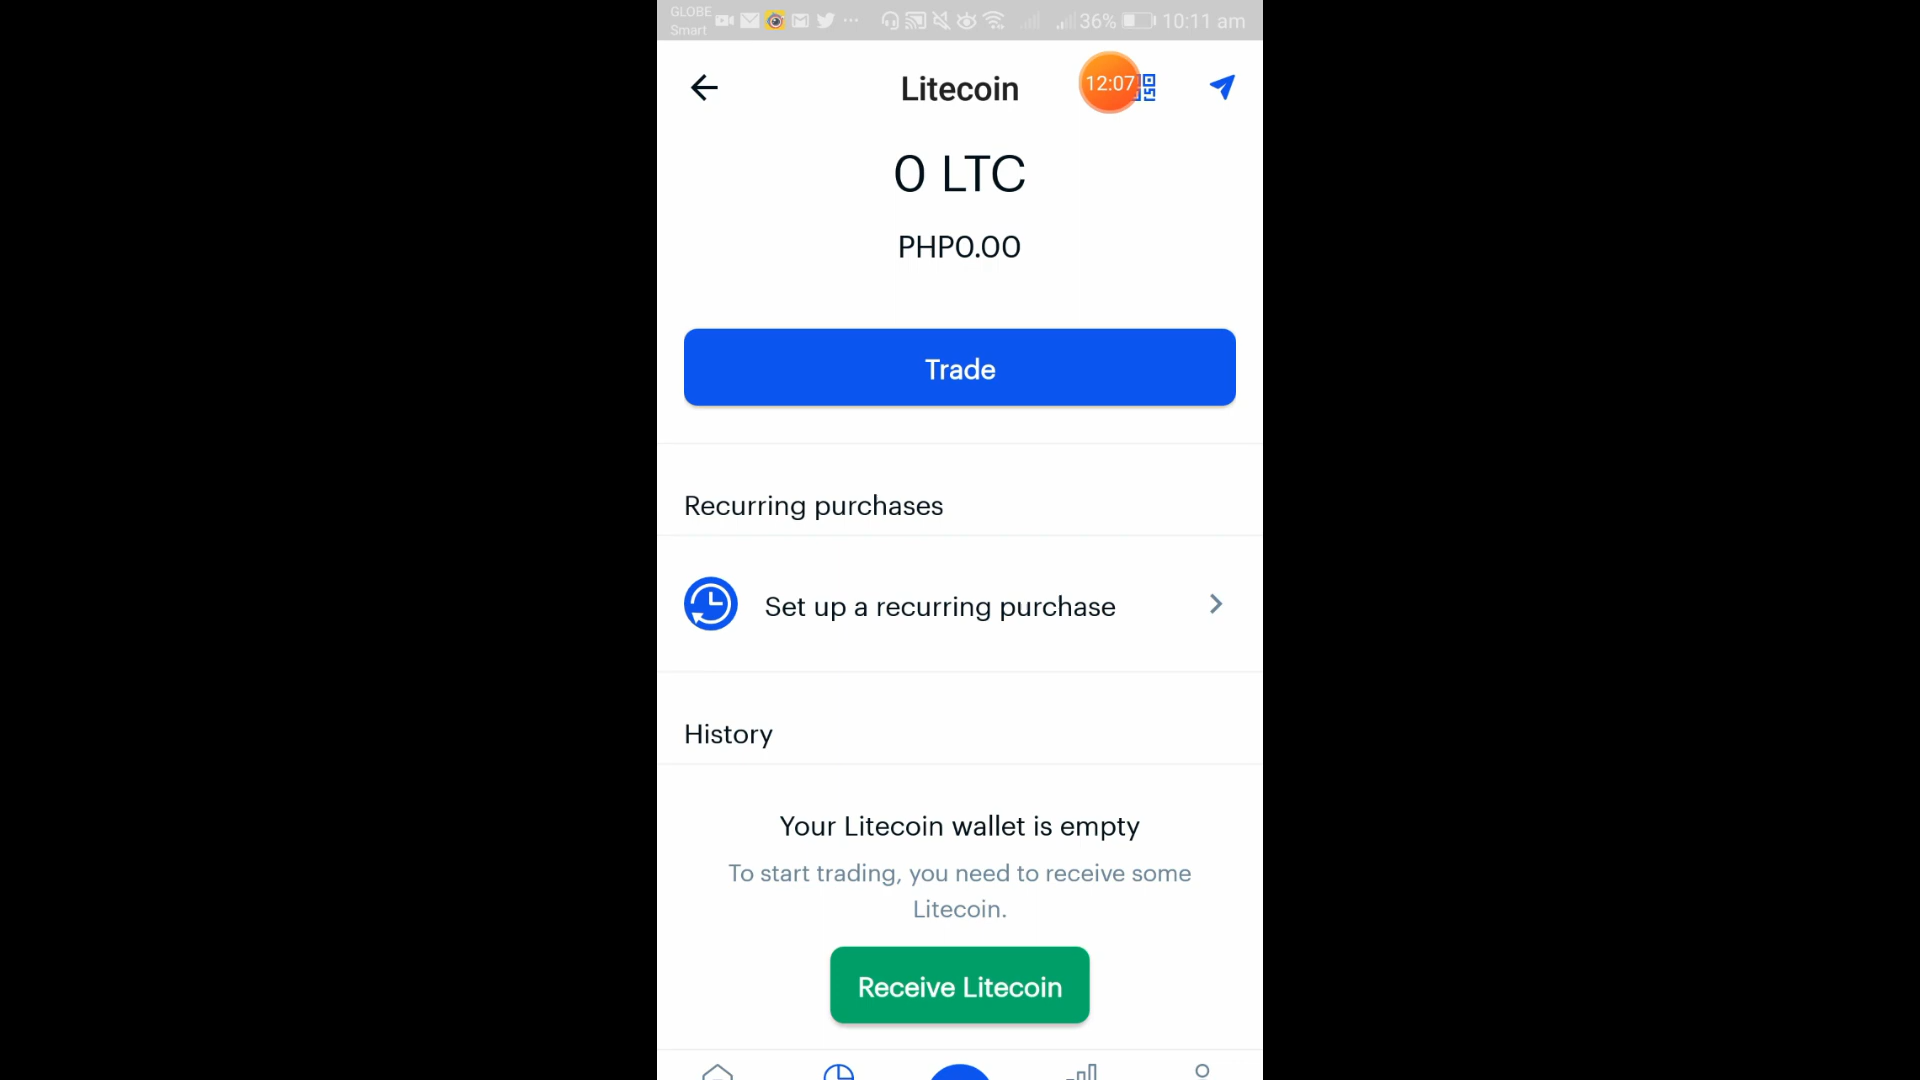 GLOBE
Smart
36%
10:11 am
Litecoin
12:07
0 LTC
PHP0.00
Trade
Recurring purchases
Set up a recurring purchase
History
Your Litecoin wallet is empty
To start trading, you need to receive some
Litecoin.
Receive Litecoin